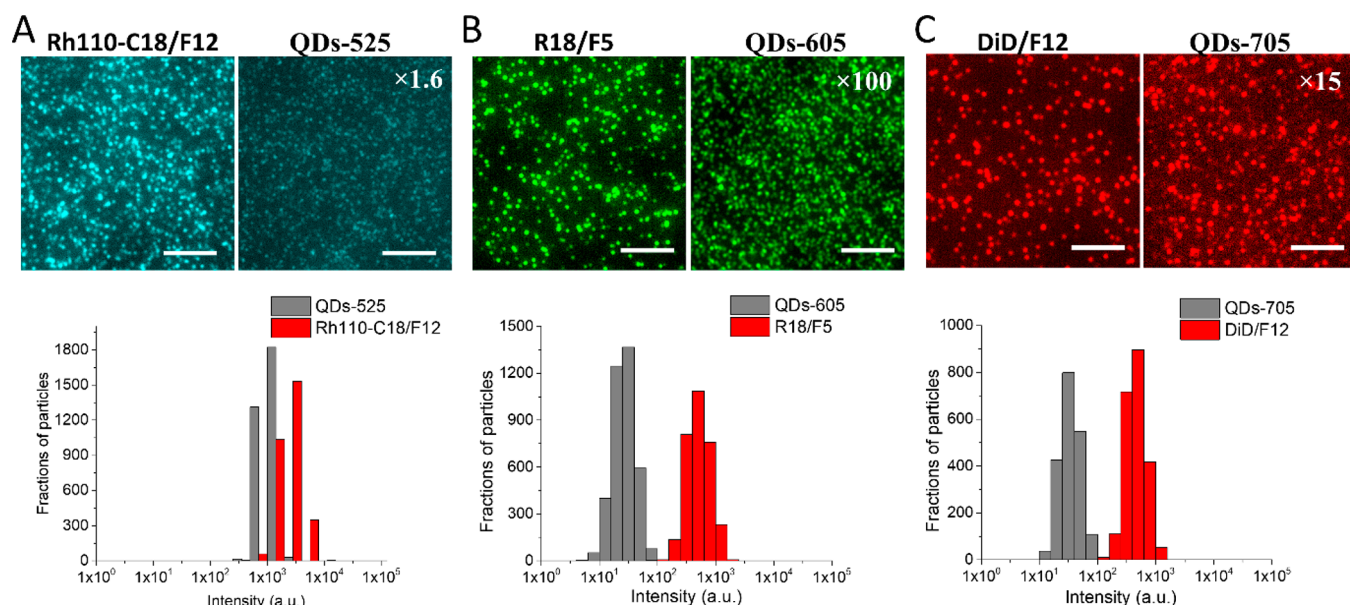 A
Rh110-C18/F12
QDs-525
×1.6
B
R18/F5
QDs-605
×100
C
DiD/F12
QDs-705
×15
QDs-525
Rh110-C18/F12
Fractions of particles
1800
1500
1200
900
600
300
0
1x10⁰
1x10¹
1x10²
1x10³
1x10⁴
1x10⁵
Intensity (a.u.)
QDs-605
R18/F5
Fractions of particles
1500
1200
900
600
300
0
1x10⁰
1x10¹
1x10²
1x10³
1x10⁴
1x10⁵
Intensity (a.u.)
QDs-705
DiD/F12
Fractions of particles
1000
800
600
400
200
0
1x10⁰
1x10¹
1x10²
1x10³
1x10⁴
1x10⁵
Intensity (a.u.)